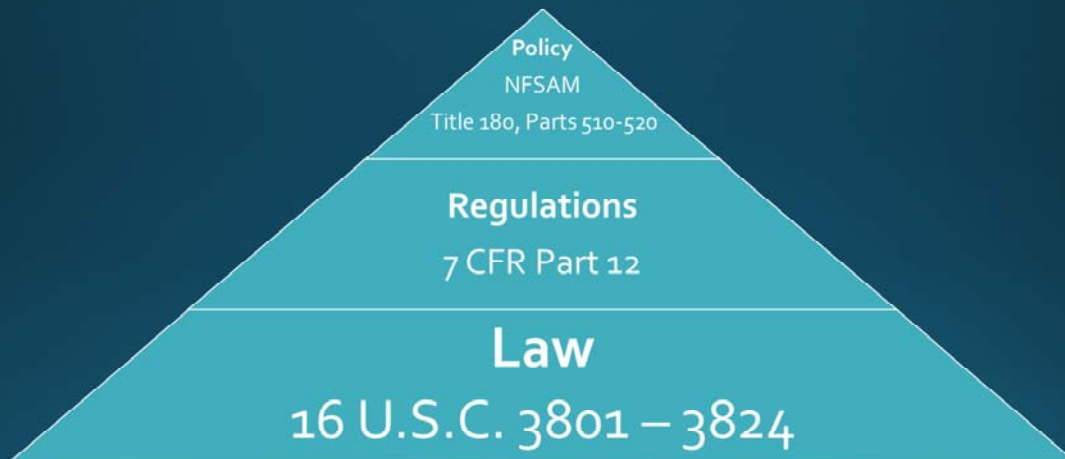 Policy
NFSAM
Title 180, Parts 510-520
Regulations
7 CFR Part 12
Law
16 U.S.C. 3801 – 3824